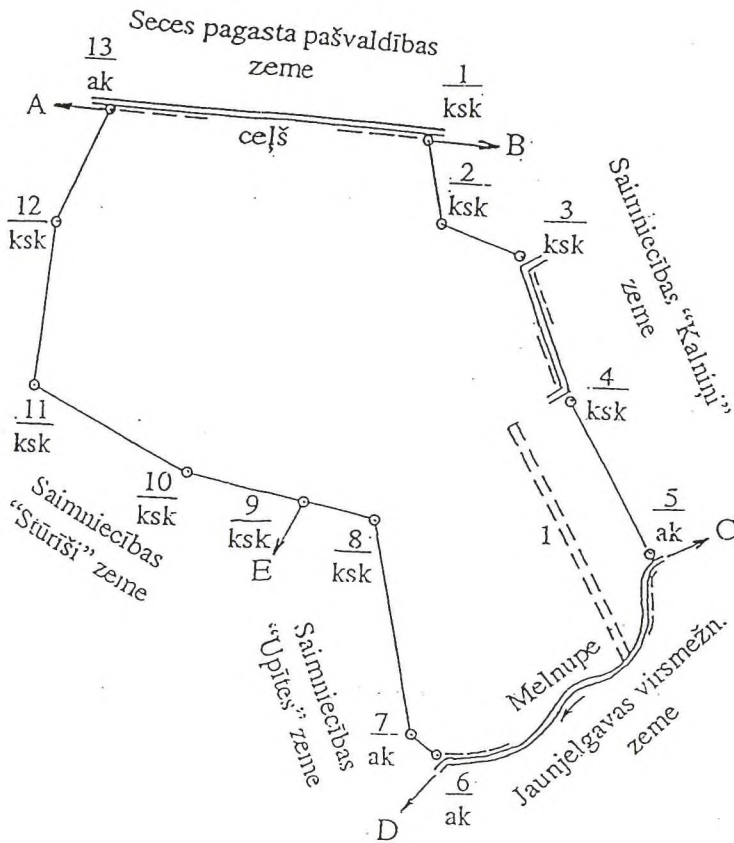 Seces pagasta pašvaldības
zeme
13
ak
1
ksk
A
B
ceļš
2
ksk
3
ksk
Saimniecības “Kalniņi”
zeme
12
ksk
4
ksk
11
ksk
10
ksk
9
ksk
8
ksk
E
5
ak
C
1
Saimniecības
“Stūrīši” zeme
Saimniecības
“Upītes” zeme
Melnupe
Jaunjelgavas virsmežn.
zeme
7
ak
6
ak
D